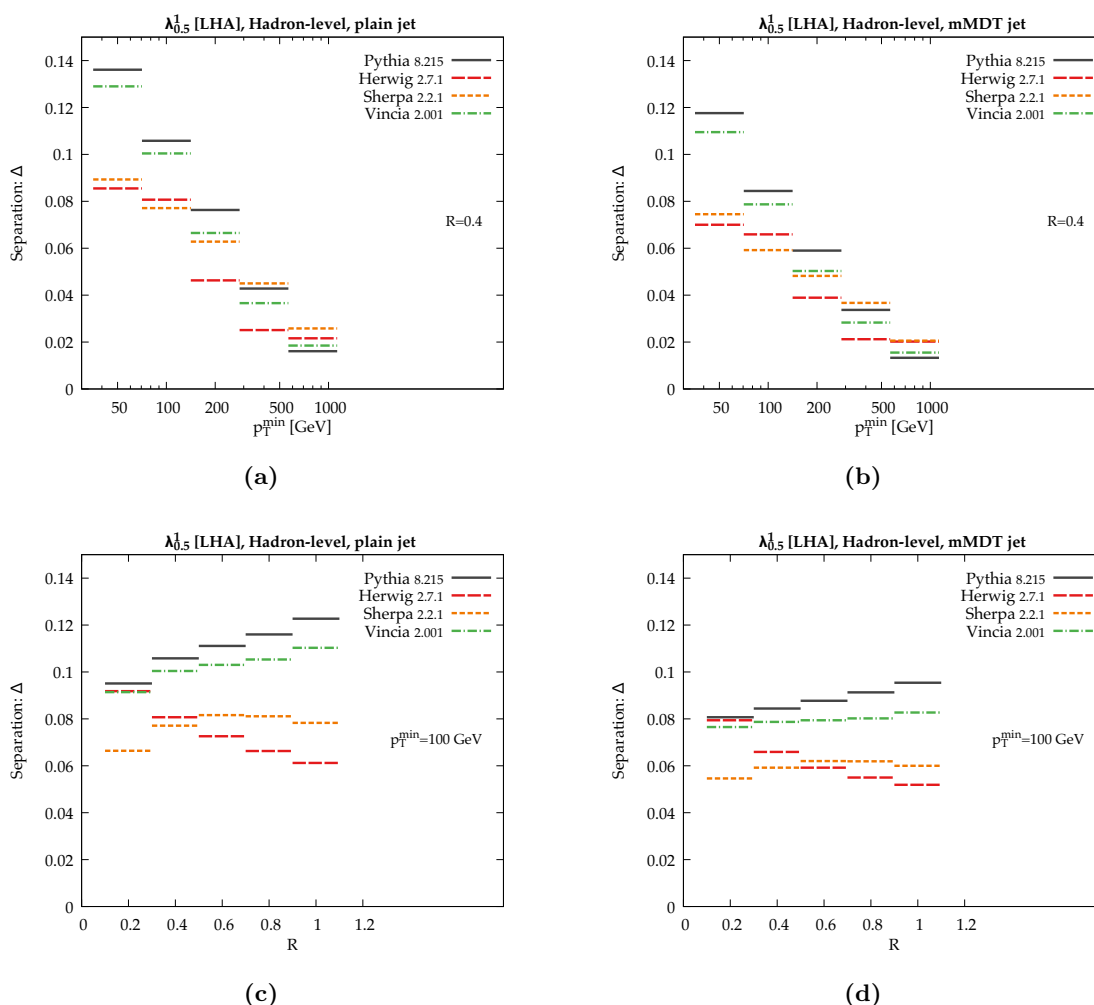 λ¹₀.₅ [LHA], Hadron-level, plain jet
Separation: Δ
0.14
0.12
0.1
0.08
0.06
0.04
0.02
0
Pythia 8.215
Herwig 2.7.1
Sherpa 2.2.1
Vincia 2.001
R=0.4
50 100 200 500 1000
p_T^min [GeV]
(a)
λ¹₀.₅ [LHA], Hadron-level, mMDT jet
Separation: Δ
0.14
0.12
0.1
0.08
0.06
0.04
0.02
0
Pythia 8.215
Herwig 2.7.1
Sherpa 2.2.1
Vincia 2.001
R=0.4
50 100 200 500 1000
p_T^min [GeV]
(b)
λ¹₀.₅ [LHA], Hadron-level, plain jet
Separation: Δ
0.14
0.12
0.1
0.08
0.06
0.04
0.02
0
Pythia 8.215
Herwig 2.7.1
Sherpa 2.2.1
Vincia 2.001
p_T^min=100 GeV
0 0.2 0.4 0.6 0.8 1 1.2
R
(c)
λ¹₀.₅ [LHA], Hadron-level, mMDT jet
Separation: Δ
0.14
0.12
0.1
0.08
0.06
0.04
0.02
0
Pythia 8.215
Herwig 2.7.1
Sherpa 2.2.1
Vincia 2.001
p_T^min=100 GeV
0 0.2 0.4 0.6 0.8 1 1.2
R
(d)